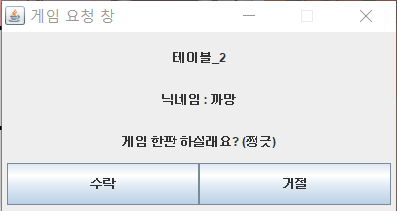 게임 요청 창
테이블_2
닉네임 : 까망
게임 한판 하실래요? (찡긋)
수락 거절